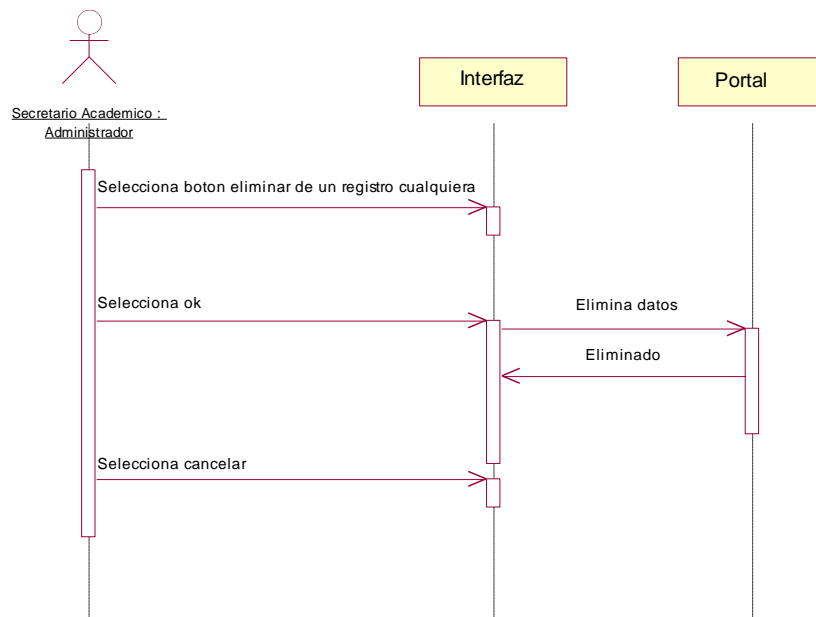 Interfaz
Portal
Secretario Academico :
Administrador
Selecciona boton eliminar de un registro cualquiera
Selecciona ok
Elimina datos
Eliminado
Selecciona cancelar